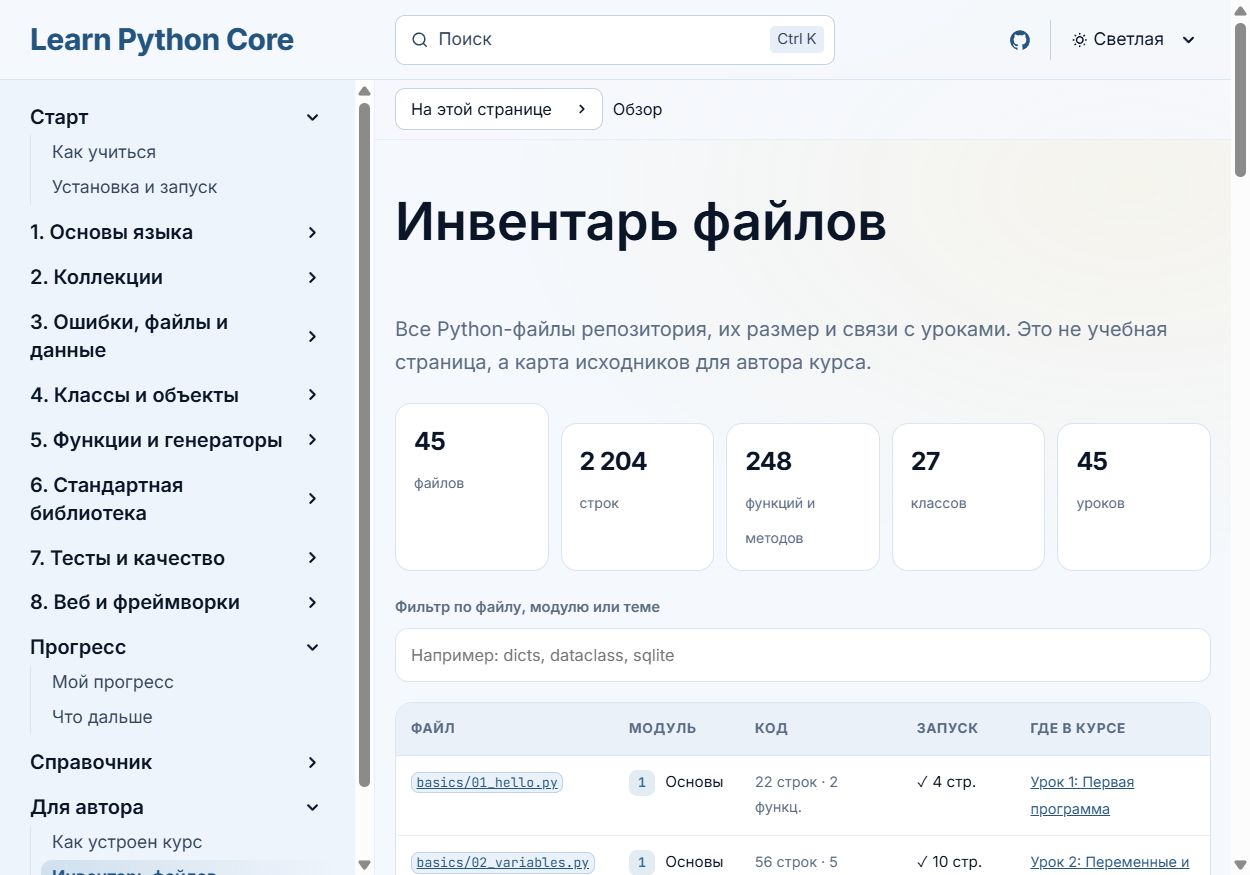 Learn Python Core
Поиск
Ctrl K
Светлая
Старт
Как учиться
Установка и запуск
1. Основы языка
2. Коллекции
3. Ошибки, файлы и
данные
4. Классы и объекты
5. Функции и генераторы
6. Стандартная
библиотека
7. Тесты и качество
8. Веб и фреймворки
Прогресс
Мой прогресс
Что дальше
Справочник
Для автора
Как устроен курс
Инвентарь файлов
На этой странице
Обзор
Инвентарь файлов
Все Python-файлы репозитория, их размер и связи с уроками. Это не учебная
страница, а карта исходников для автора курса.
45
файлов
2 204
строк
248
функций и
методов
27
классов
45
уроков
Фильтр по файлу, модулю или теме
Например: dicts, dataclass, sqlite
ФАЙЛ МОДУЛЬ КОД ЗАПУСК ГДЕ В КУРСЕ
basics/01_hello.py 1 Основы 22 строк · 2 ✓ 4 стр. Урок 1: Первая
функц. программа
basics/02_variables.py 1 Основы 56 строк · 5 ✓ 10 стр. Урок 2: Переменные и